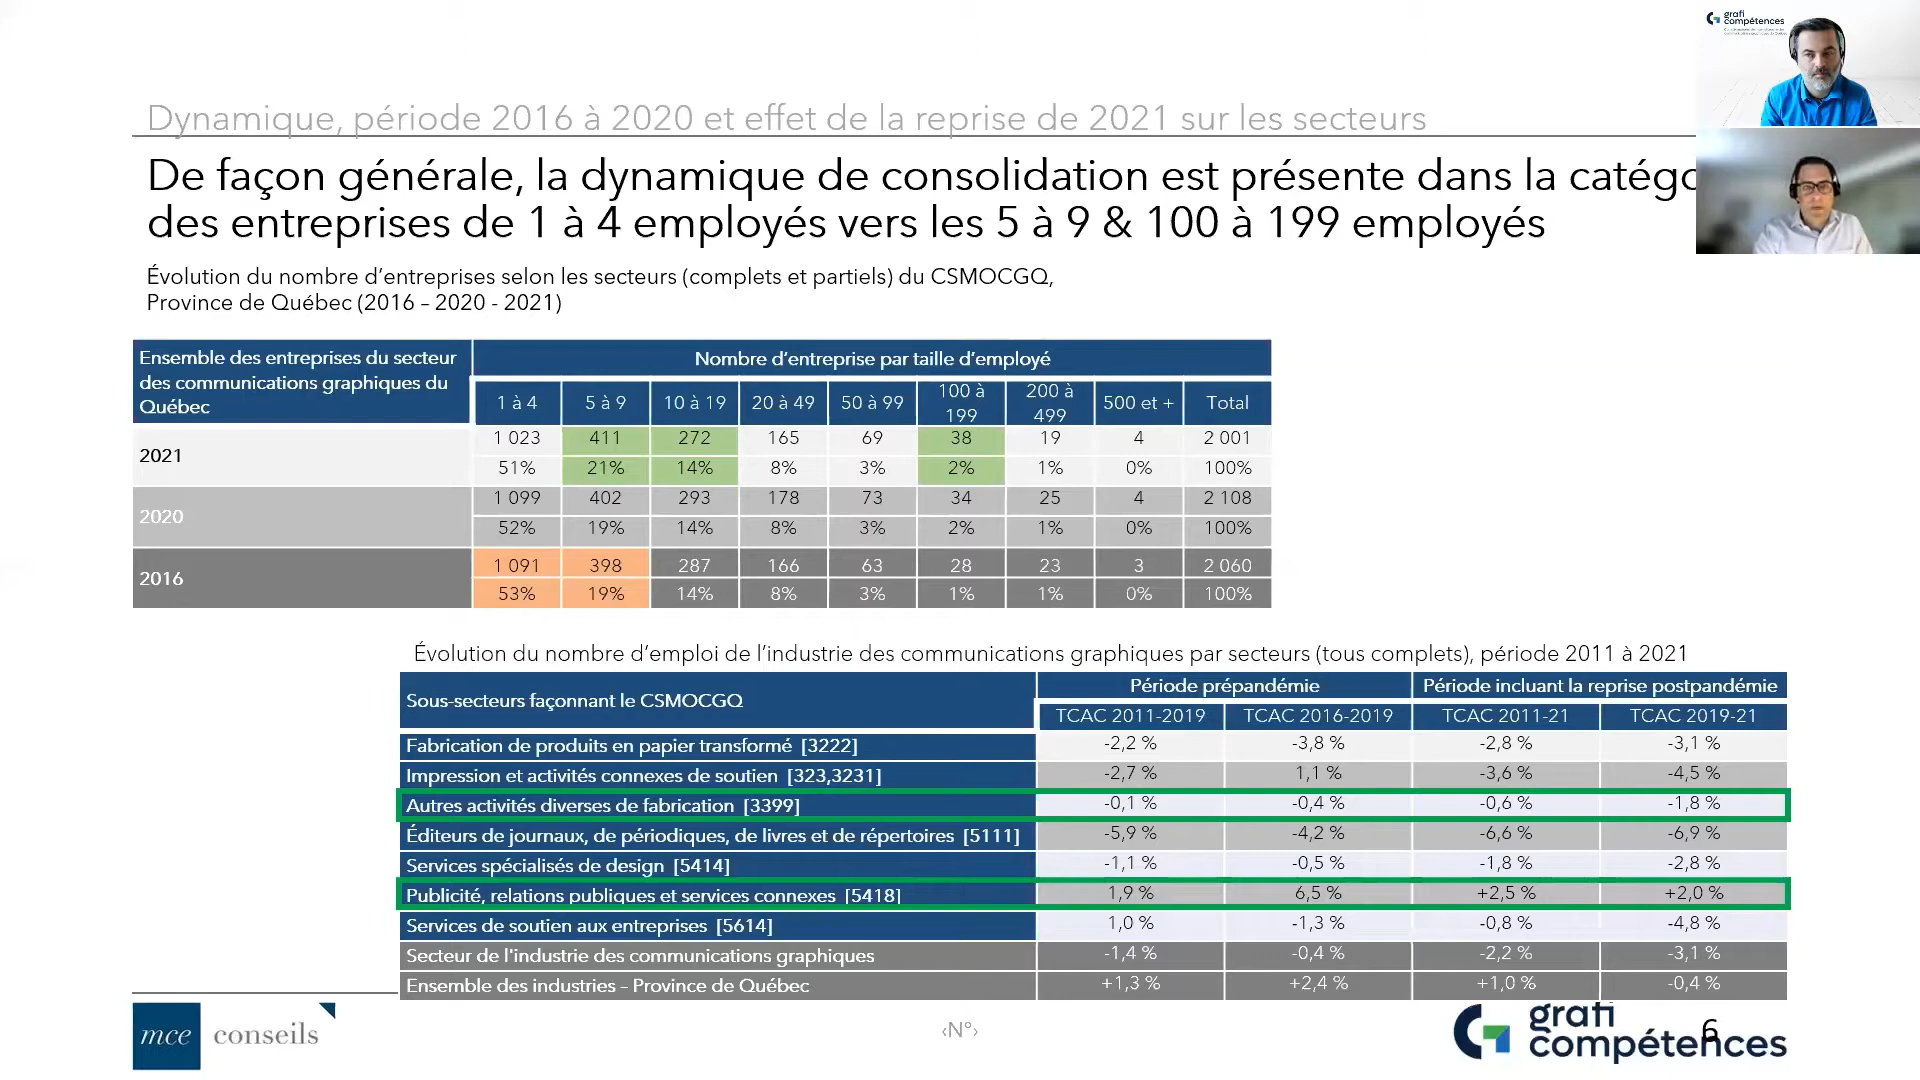 grafi
compétences
Dynamique, période 2016 à 2020 et effet de la reprise de 2021 sur les secteurs
De façon générale, la dynamique de consolidation est présente dans la catégo
des entreprises de 1 à 4 employés vers les 5 à 9 & 100 à 199 employés
Évolution du nombre d'entreprises selon les secteurs (complets et partiels) du CSMOCGQ,
Province de Québec (2016 – 2020 - 2021)
Ensemble des entreprises du secteur
des communications graphiques du
Québec
Nombre d'entreprise par taille d'employé
1 à 4 5 à 9 10 à 19 20 à 49 50 à 99 100 à 199 200 à 499 500 et + Total
2021
1 023 411 272 165 69 38 19 4 2 001
51% 21% 14% 8% 3% 2% 1% 0% 100%
2020
1 099 402 293 178 73 34 25 4 2 108
52% 19% 14% 8% 3% 2% 1% 0% 100%
2016
1 091 398 287 166 63 28 23 3 2 060
53% 19% 14% 8% 3% 1% 1% 0% 100%
Évolution du nombre d'emploi de l'industrie des communications graphiques par secteurs (tous complets), période 2011 à 2021
Sous-secteurs façonnant le CSMOCGQ
Période prépandémie Période incluant la reprise postpandémie
TCAC 2011-2019 TCAC 2016-2019 TCAC 2011-21 TCAC 2019-21
Fabrication de produits en papier transformé [3222] -2,2 % -3,8 % -2,8 % -3,1 %
Impression et activités connexes de soutien [323,3231] -2,7 % 1,1 % -3,6 % -4,5 %
Autres activités diverses de fabrication [3399] -0,1 % -0,4 % -0,6 % -1,8 %
Éditeurs de journaux, de périodiques, de livres et de répertoires [5111] -5,9 % -4,2 % -6,6 % -6,9 %
Services spécialisés de design [5414] -1,1 % -0,5 % -1,8 % -2,8 %
Publicité, relations publiques et services connexes [5418] 1,9 % 6,5 % +2,5 % +2,0 %
Services de soutien aux entreprises [5614] 1,0 % -1,3 % -0,8 % -4,8 %
Secteur de l'industrie des communications graphiques -1,4 % -0,4 % -2,2 % -3,1 %
Ensemble des industries – Province de Québec +1,3 % +2,4 % +1,0 % -0,4 %
mce conseils
‹N°›
grafi
compétences
6